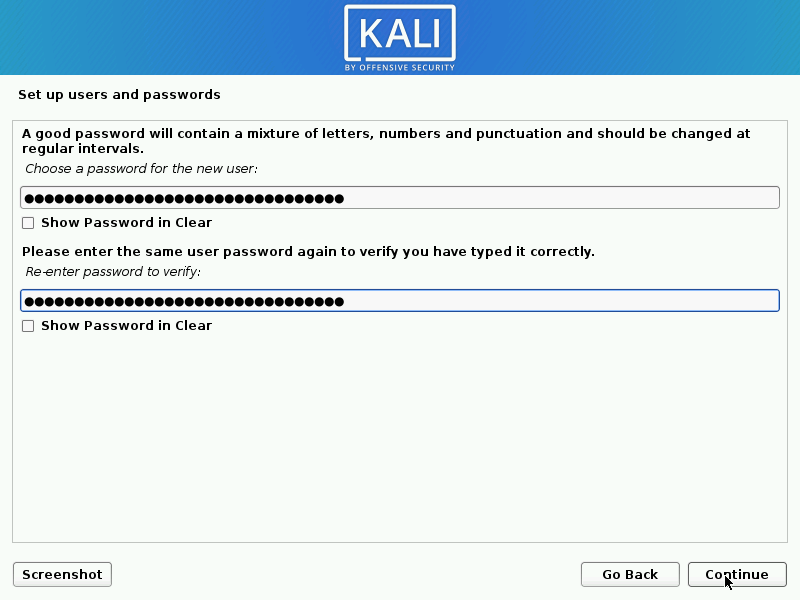 KALI
BY OFFENSIVE SECURITY
Set up users and passwords
A good password will contain a mixture of letters, numbers and punctuation and should be changed at
regular intervals.
Choose a password for the new user:
●●●●●●●●●●●●●●●●●●●●●●●●●●●●●●●●
Show Password in Clear
Please enter the same user password again to verify you have typed it correctly.
Re-enter password to verify:
●●●●●●●●●●●●●●●●●●●●●●●●●●●●●●●●
Show Password in Clear
Screenshot
Go Back
Continue